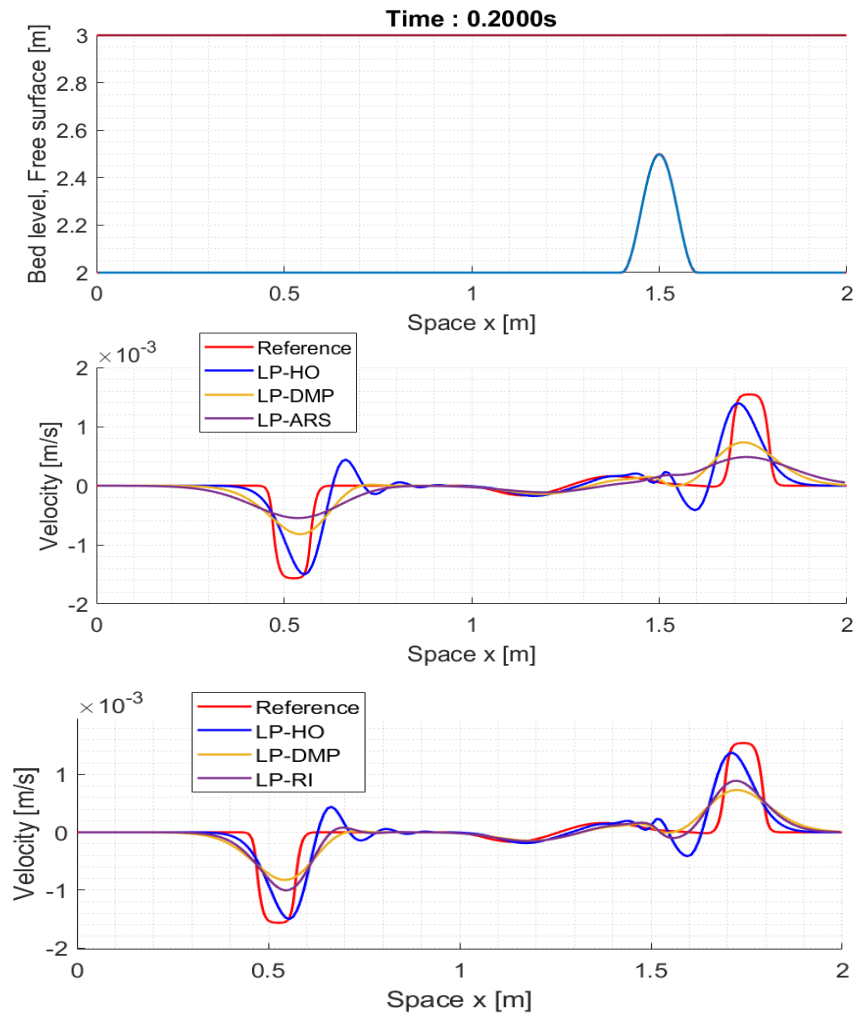 Time : 0.2000s
Bed level, Free surface [m]
3
2.8
2.6
2.4
2.2
2
0
0.5
1
1.5
2
Space x [m]
×10⁻³
Reference
LP-HO
LP-DMP
LP-ARS
Velocity [m/s]
2
1
0
-1
-2
0
0.5
1
1.5
2
Space x [m]
×10⁻³
Reference
LP-HO
LP-DMP
LP-RI
Velocity [m/s]
1
0
-1
-2
0
0.5
1
1.5
2
Space x [m]